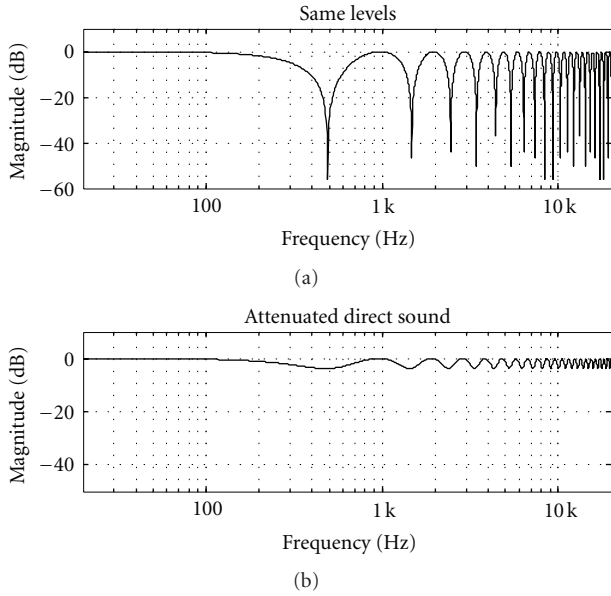 Same levels
0
−20
−40
−60
Magnitude (dB)
100
1 k
10 k
Frequency (Hz)
(a)
Attenuated direct sound
0
−20
−40
Magnitude (dB)
100
1 k
10 k
Frequency (Hz)
(b)